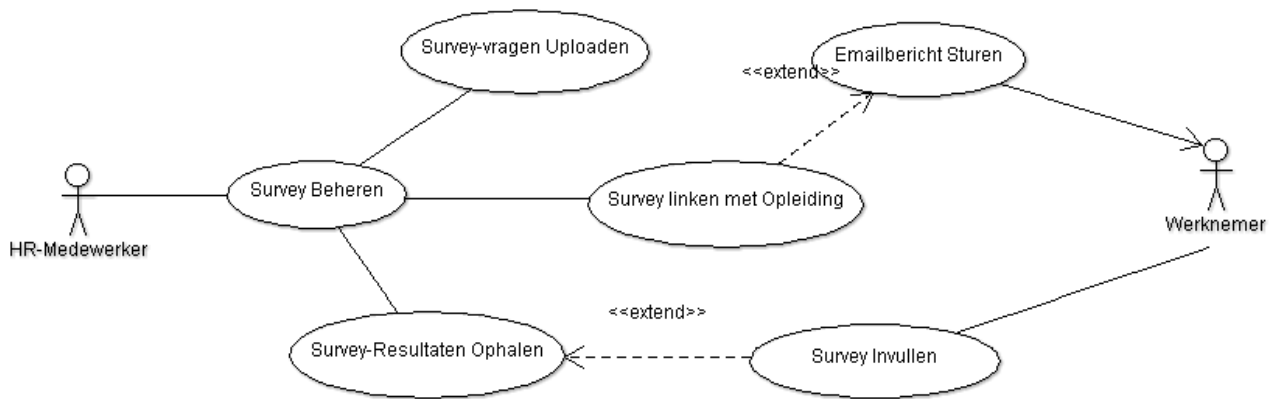 Survey-vragen Uploaden
Emailbericht Sturen
<<extend>>
Survey Beheren
Survey linken met Opleiding
HR-Medewerker
Werknemer
<<extend>>
Survey-Resultaten Ophalen
Survey Invullen